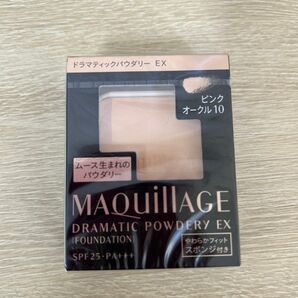 ドラマティックパウダリー EX
ピンク
オークル10
ムース生まれの
パウダリー
MAQuillAGE
DRAMATIC POWDERY EX
(FOUNDATION)
やわらかフィット
スポンジ付き
SPF25・PA+++